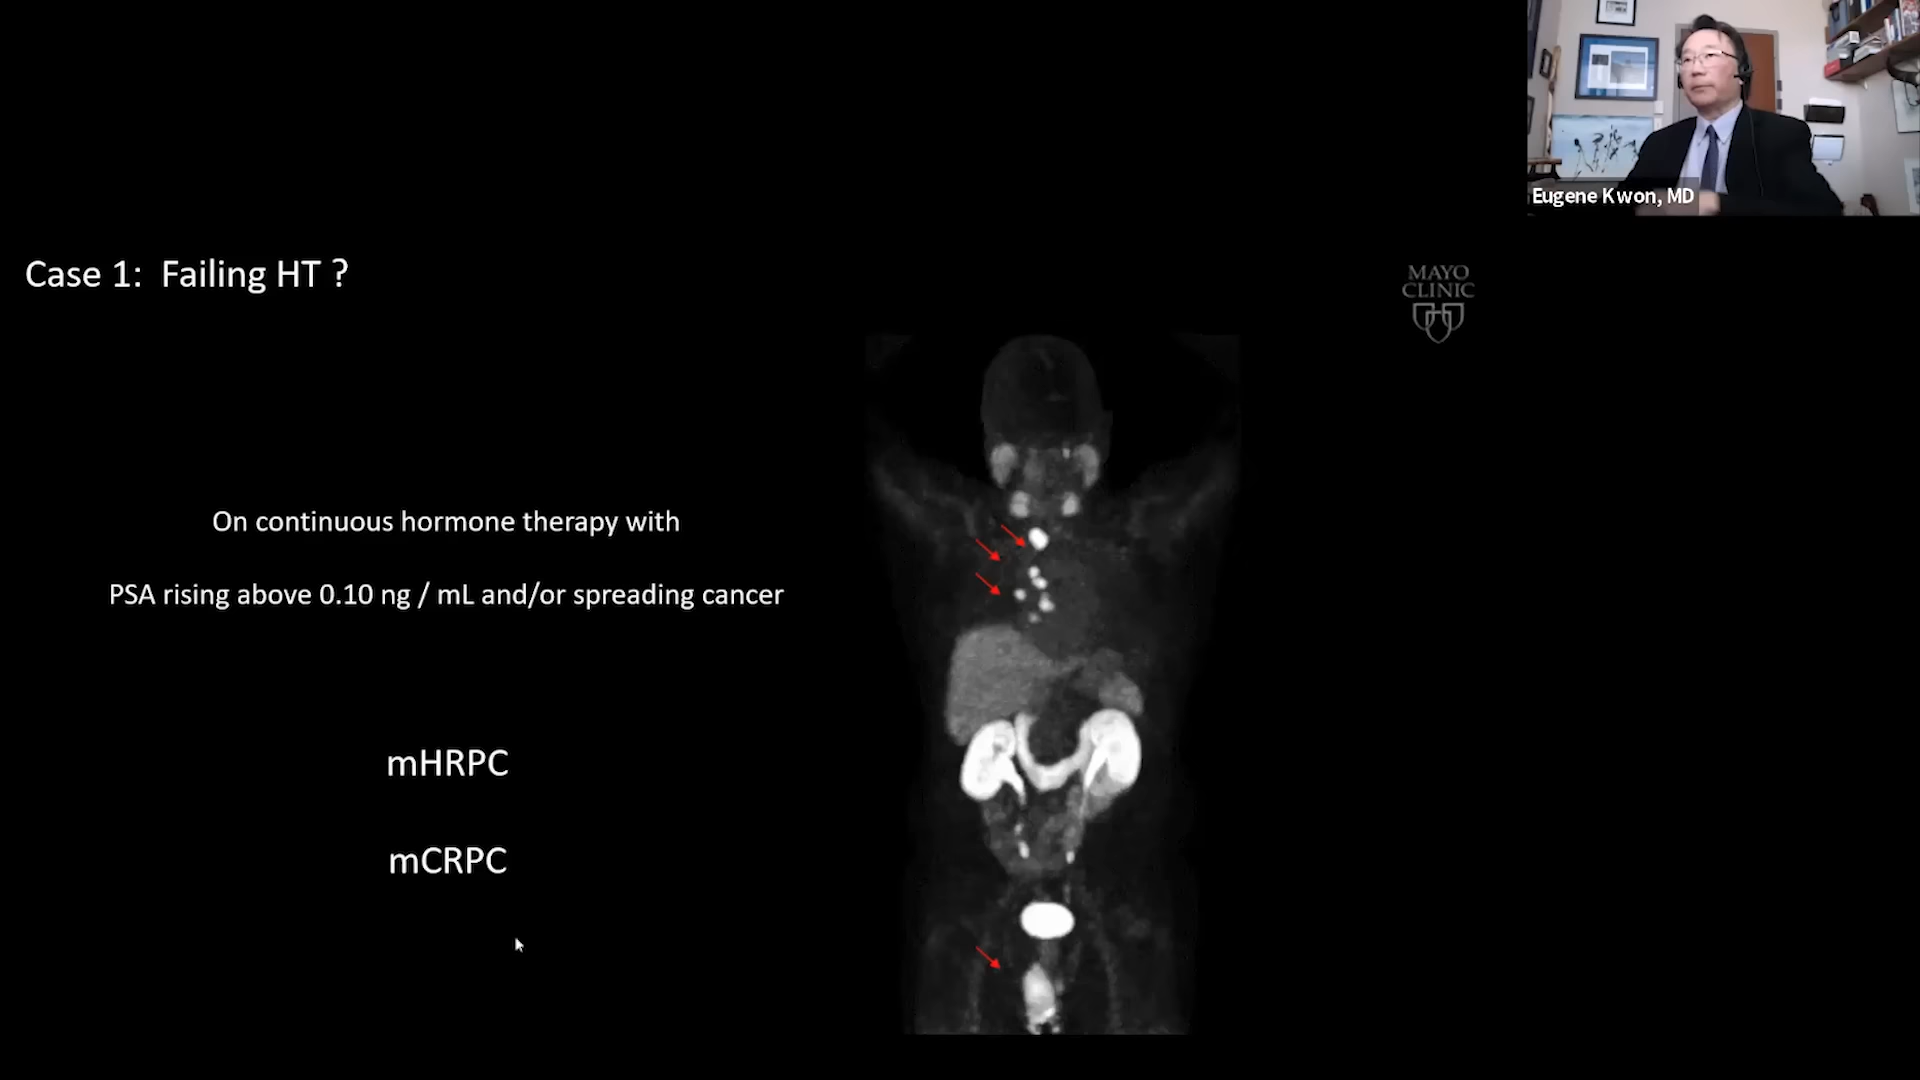 Eugene Kwon, MD
Case 1: Failing HT ?
MAYO
CLINIC
On continuous hormone therapy with
PSA rising above 0.10 ng / mL and/or spreading cancer
mHRPC
mCRPC